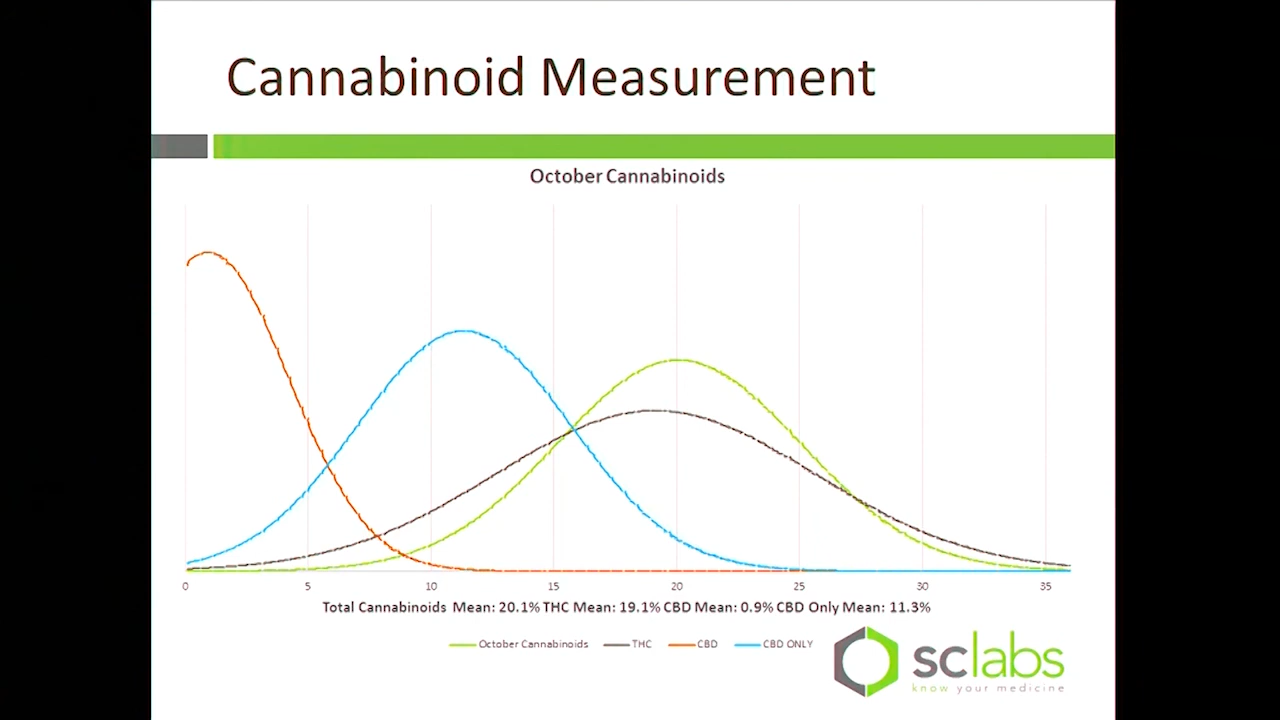 Cannabinoid Measurement
October Cannabinoids
0 5 10 15 20 25 30 35
Total Cannabinoids Mean: 20.1% THC Mean: 19.1% CBD Mean: 0.9% CBD Only Mean: 11.3%
October Cannabinoids THC CBD CBD ONLY
sclabs
know your medicine